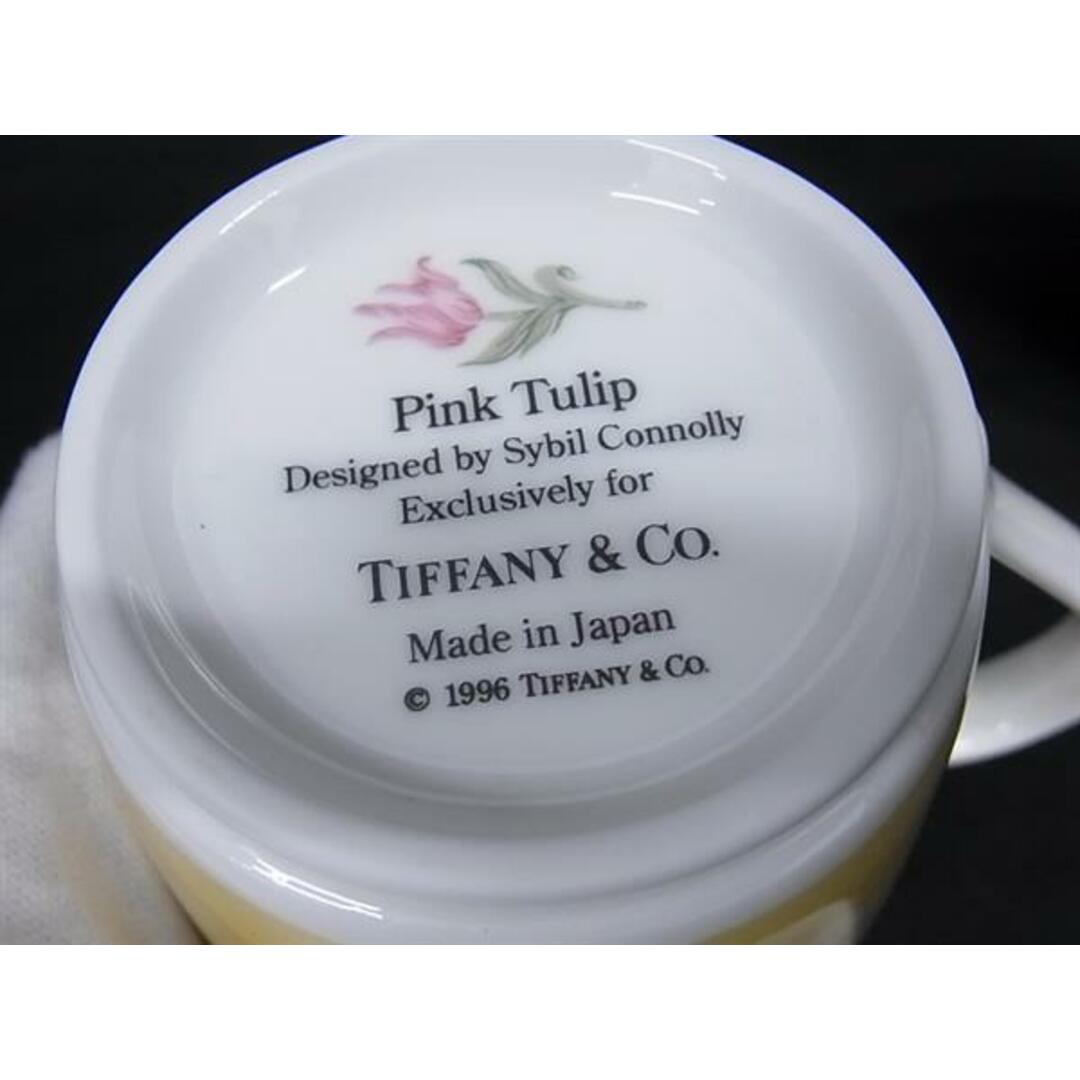 Pink Tulip
Designed by Sybil Connolly
Exclusively for
TIFFANY & CO.
Made in Japan
© 1996 TIFFANY & CO.